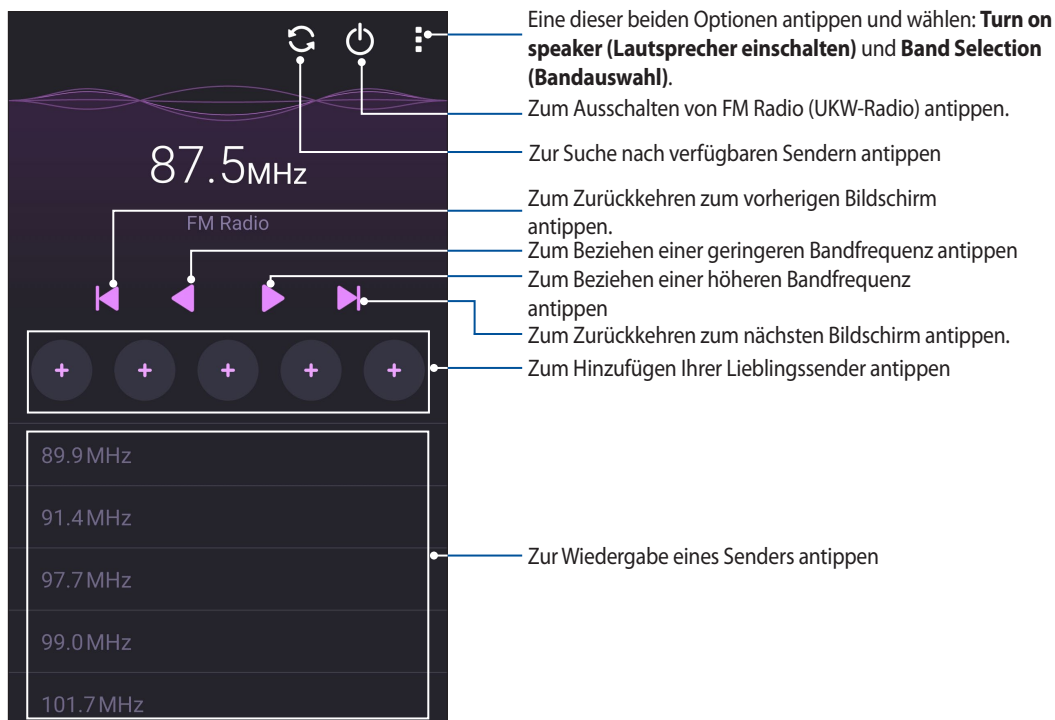 Eine dieser beiden Optionen antippen und wählen: Turn on
speaker (Lautsprecher einschalten) und Band Selection
(Bandauswahl).
Zum Ausschalten von FM Radio (UKW-Radio) antippen.
Zur Suche nach verfügbaren Sendern antippen
87.5MHz
Zum Zurückkehren zum vorherigen Bildschirm
antippen.
FM Radio
Zum Beziehen einer geringeren Bandfrequenz antippen
Zum Beziehen einer höheren Bandfrequenz
antippen
Zum Zurückkehren zum nächsten Bildschirm antippen.
Zum Hinzufügen Ihrer Lieblingssender antippen
89.9MHz
91.4MHz
Zur Wiedergabe eines Senders antippen
97.7MHz
99.0MHz
101.7MHz